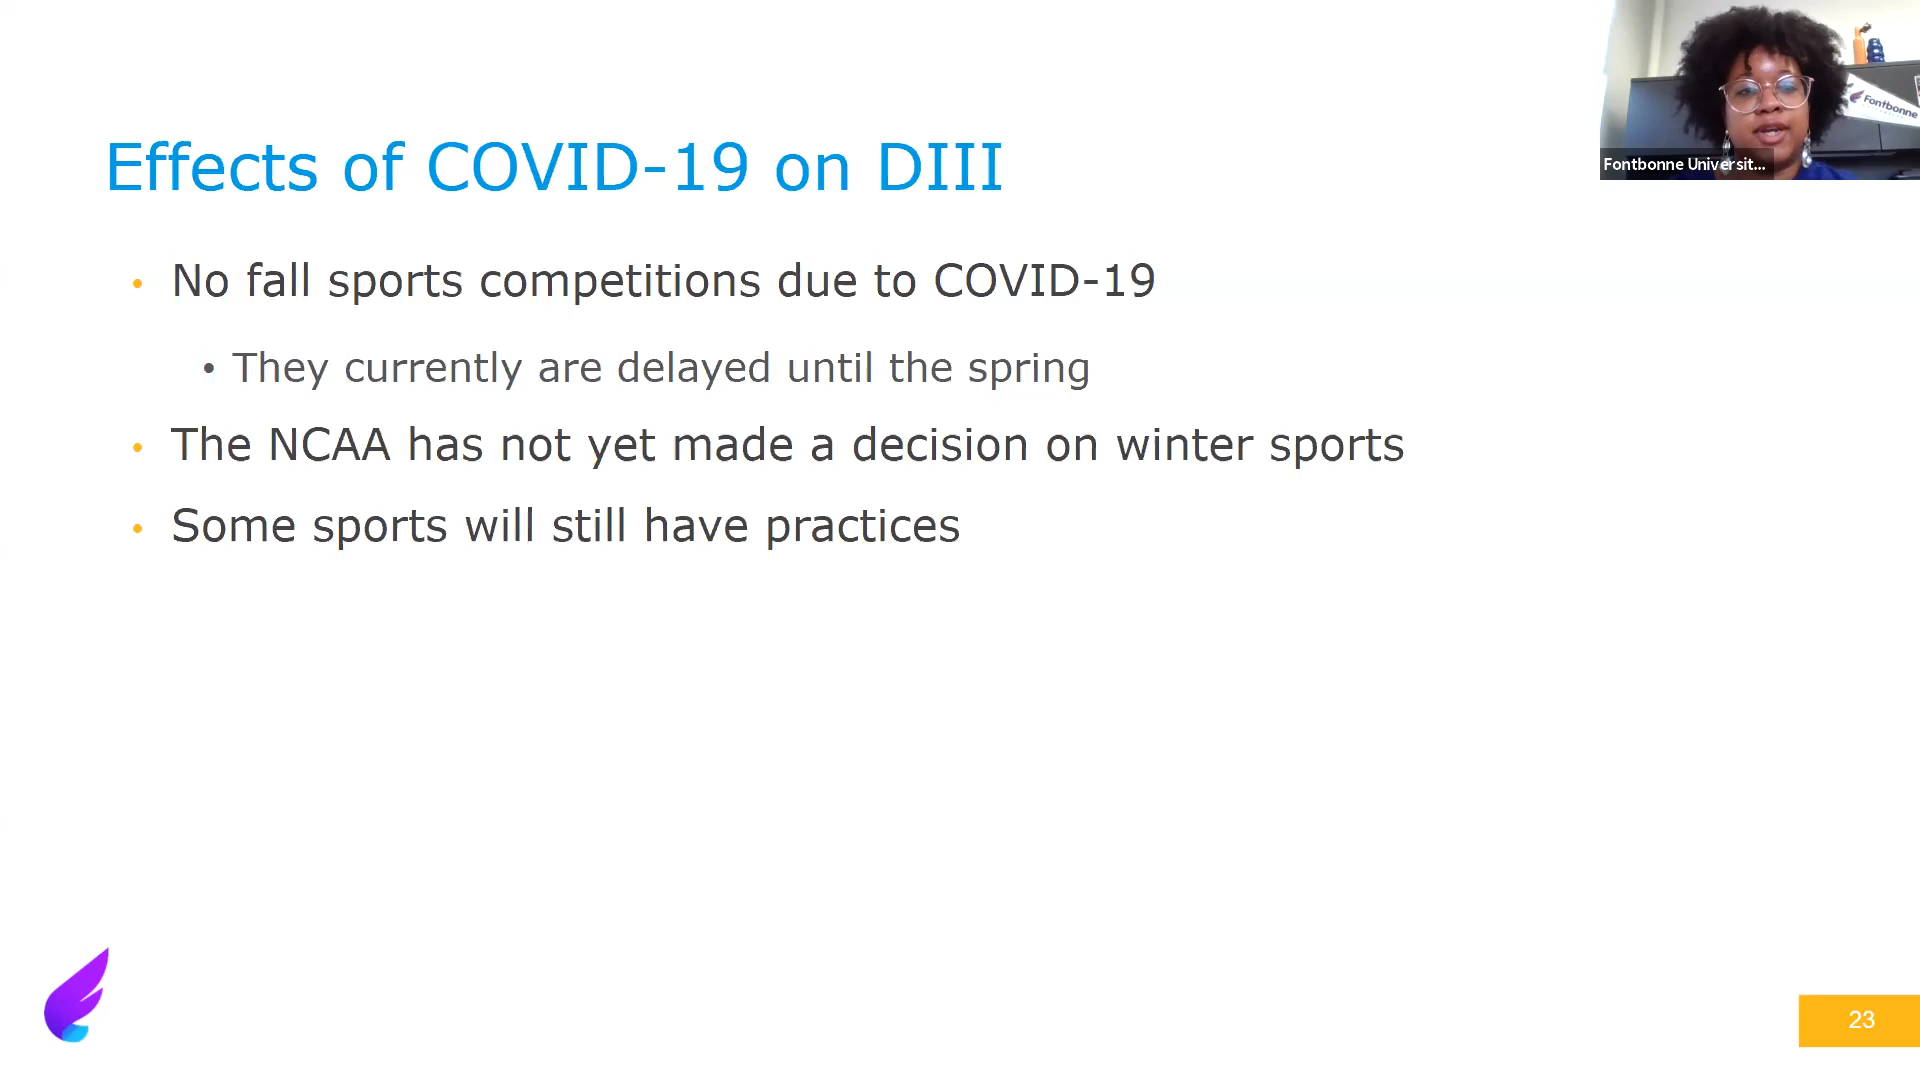 Effects of COVID-19 on DIII
• No fall sports competitions due to COVID-19
• They currently are delayed until the spring
• The NCAA has not yet made a decision on winter sports
• Some sports will still have practices
Fontbonne
Fontbonne Universit...
23